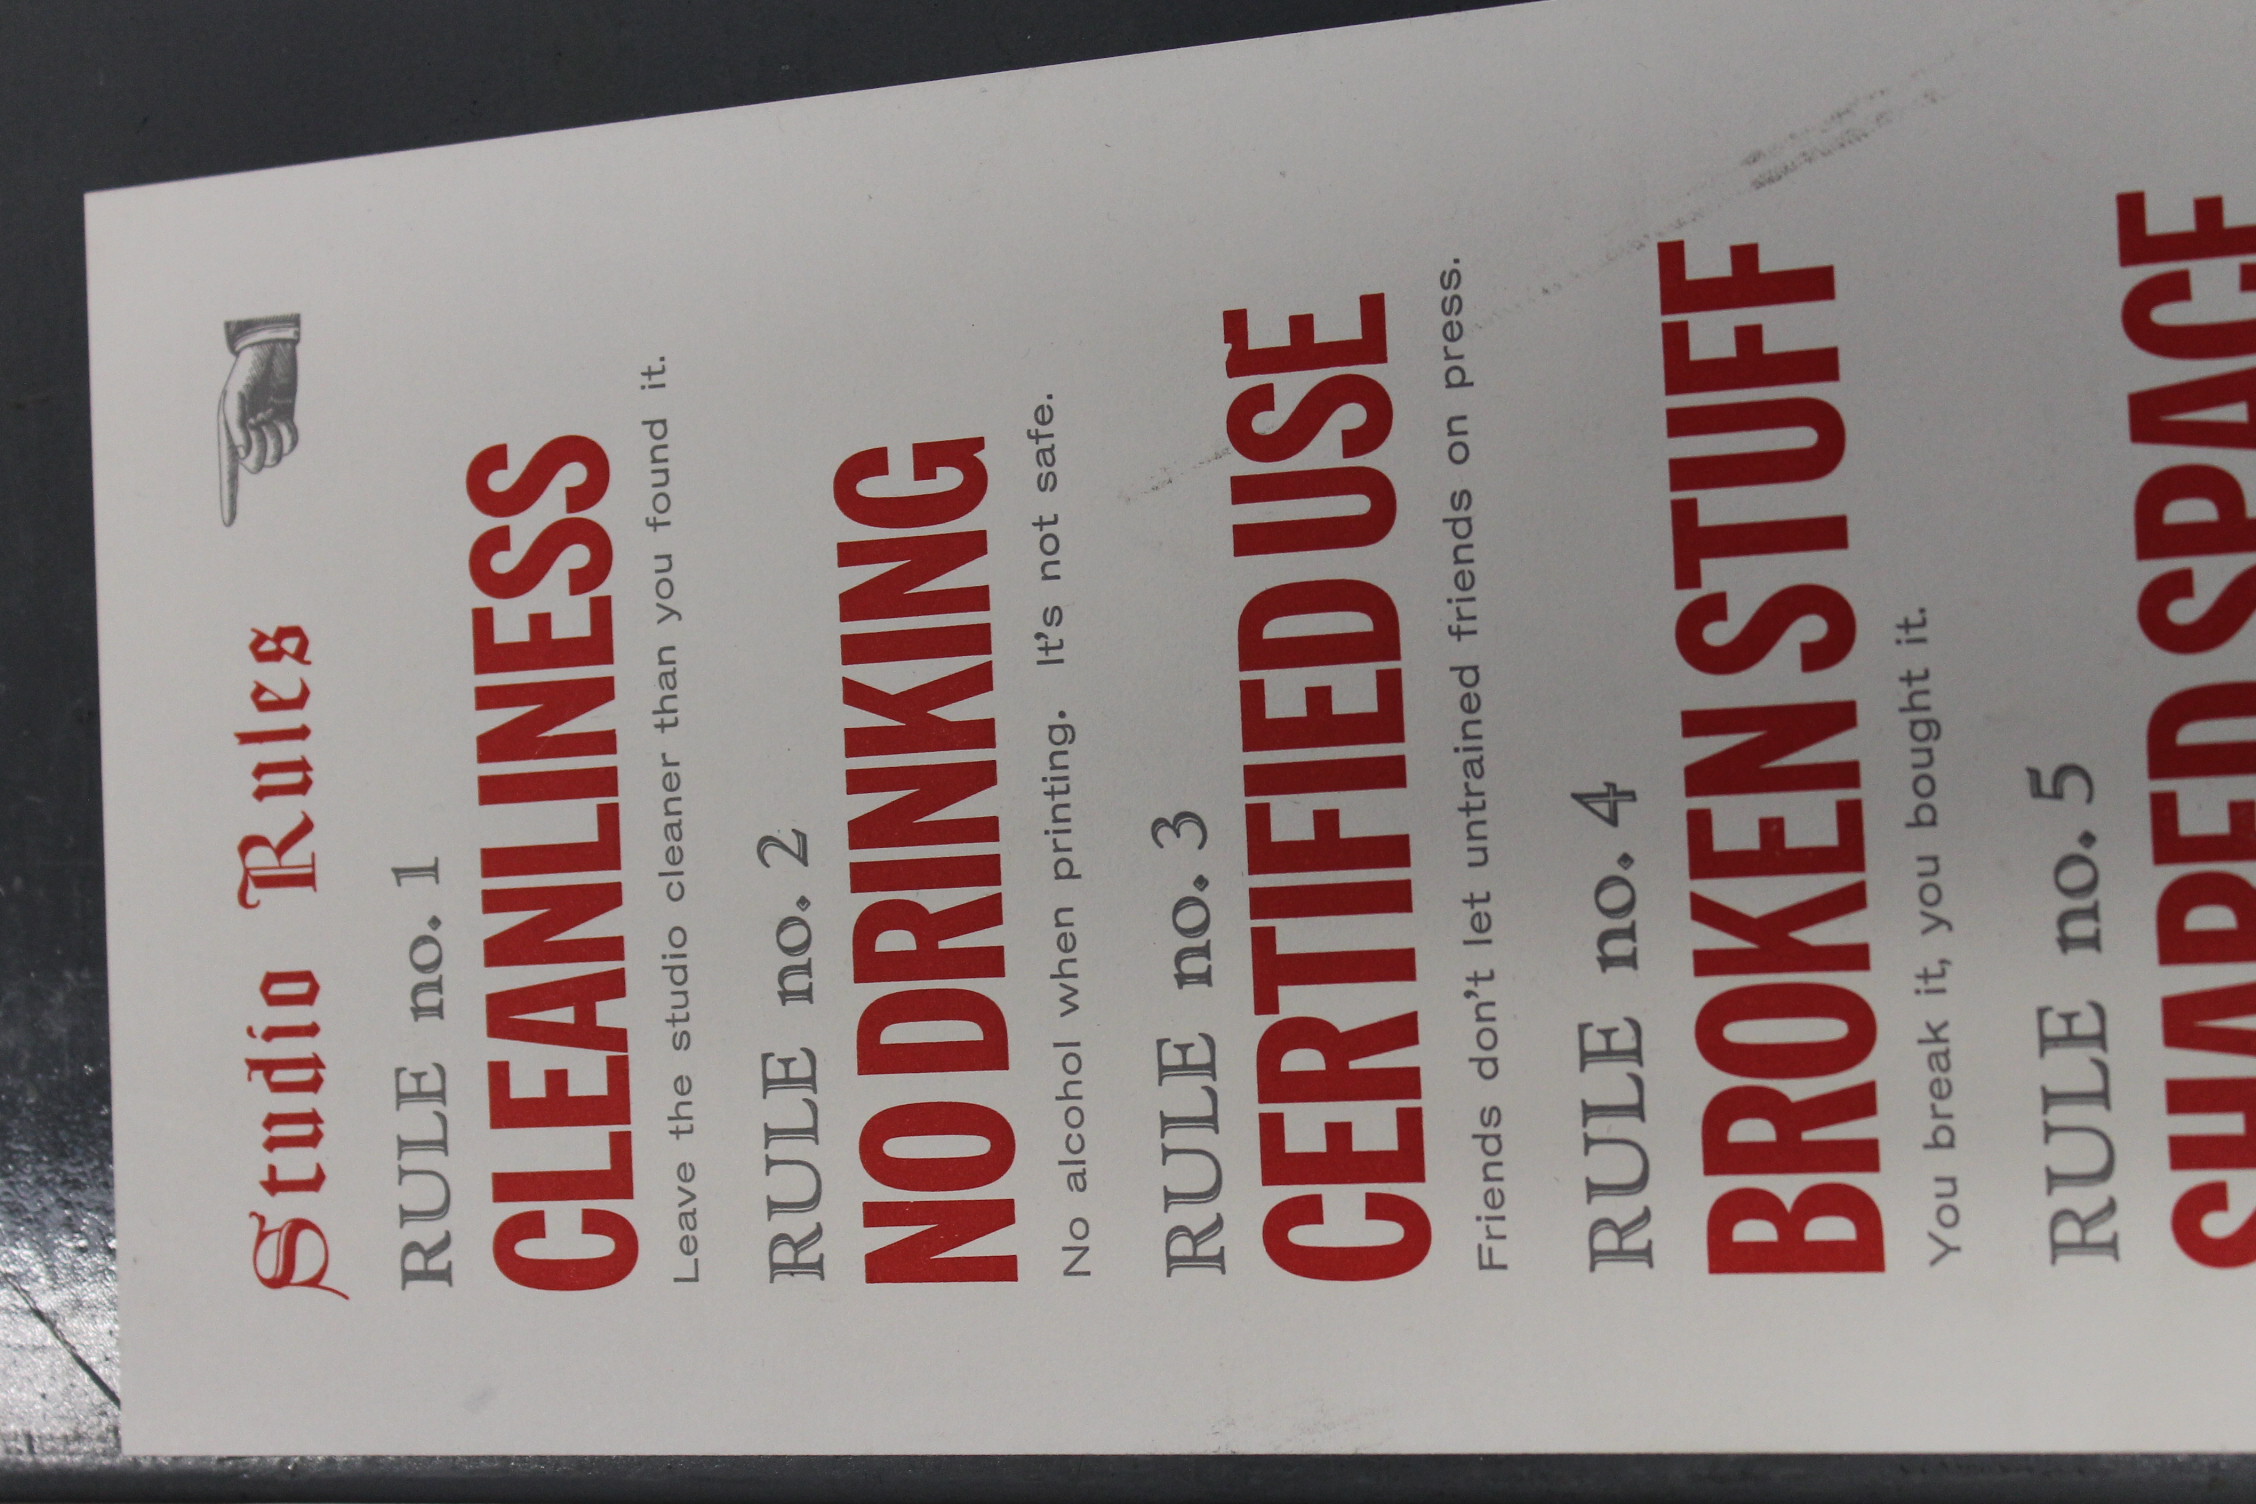 Studio Rules
RULE no. 1
CLEANLINESS
Leave the studio cleaner than you found it.
RULE no. 2
NO DRINKING
No alcohol when printing. It's not safe.
RULE no. 3
CERTIFIED USE
Friends don't let untrained friends on press.
RULE no. 4
BROKEN STUFF
You break it, you bought it.
RULE no. 5
SHARED SPACE